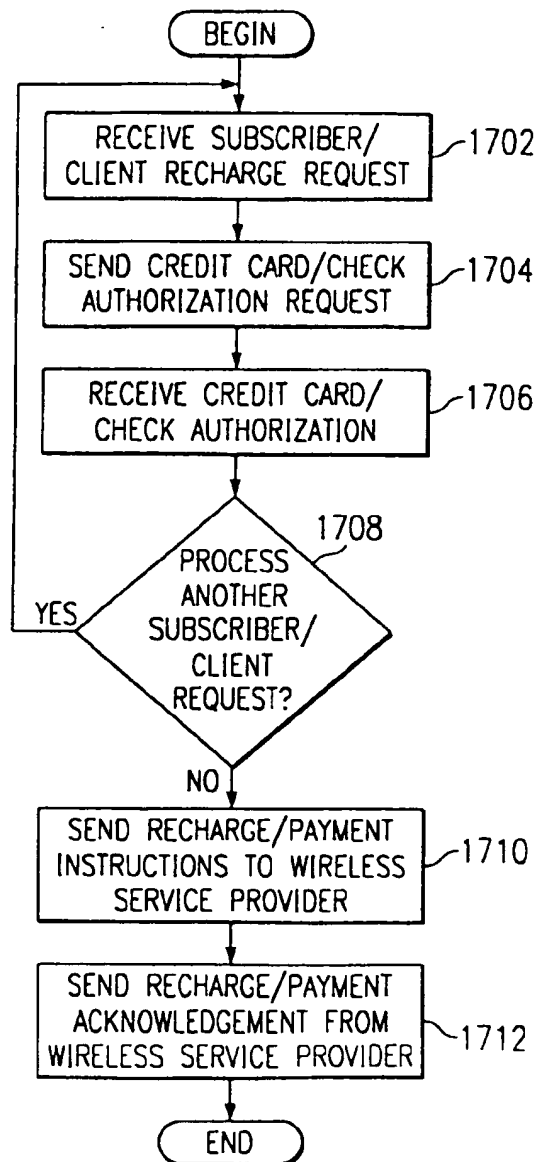 BEGIN
RECEIVE SUBSCRIBER/
CLIENT RECHARGE REQUEST
1702
SEND CREDIT CARD/CHECK
AUTHORIZATION REQUEST
1704
RECEIVE CREDIT CARD/
CHECK AUTHORIZATION
1706
1708
PROCESS
ANOTHER
SUBSCRIBER/
CLIENT
REQUEST?
YES
NO
SEND RECHARGE/PAYMENT
INSTRUCTIONS TO WIRELESS
SERVICE PROVIDER
1710
SEND RECHARGE/PAYMENT
ACKNOWLEDGEMENT FROM
WIRELESS SERVICE PROVIDER
1712
END